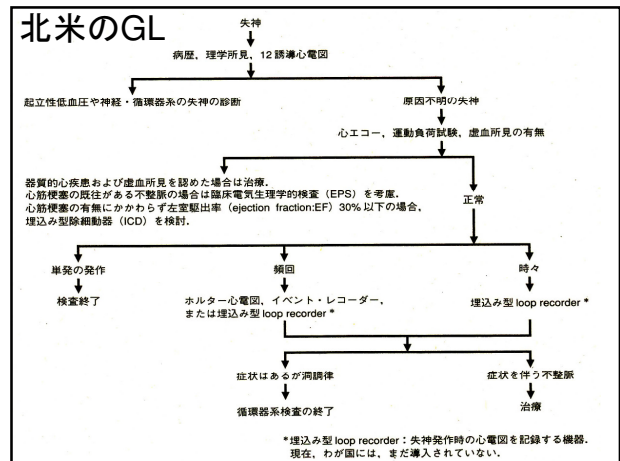 北米のGL
失神
病歴，理学所見，12誘導心電図
起立性低血圧や神経・循環器系の失神の診断
原因不明の失神
心エコー，運動負荷試験，虚血所見の有無
器質的心疾患および虚血所見を認めた場合は治療．
心筋梗塞の既往がある不整脈の場合は臨床電気生理学的検査（EPS）を考慮．
心筋梗塞の有無にかかわらず左室駆出率（ejection fraction:EF）30％以下の場合，
埋込み型除細動器（ICD）を検討．
正常
単発の発作
頻回
時々
検査終了
ホルター心電図，イベント・レコーダー，
または埋込み型 loop recorder *
埋込み型 loop recorder *
症状はあるが洞調律
症状を伴う不整脈
循環器系検査の終了
治療
*埋込み型 loop recorder：失神発作時の心電図を記録する機器．
現在，わが国には，まだ導入されていない．